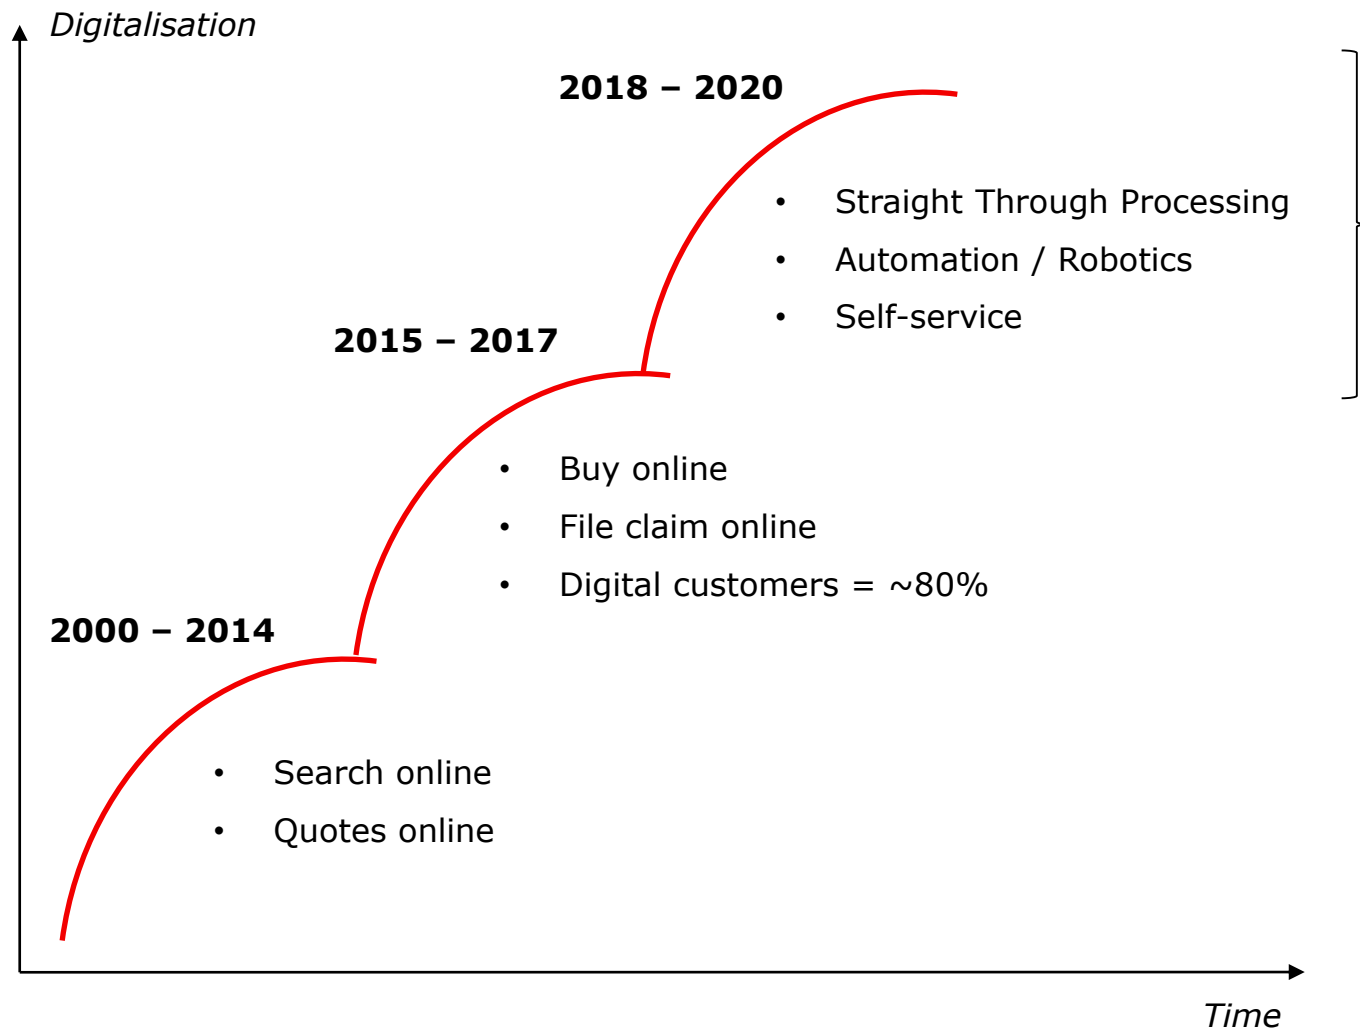 Digitalisation
2018 – 2020
• Straight Through Processing
• Automation / Robotics
• Self-service
2015 – 2017
• Buy online
• File claim online
• Digital customers = ~80%
2000 – 2014
• Search online
• Quotes online
Time